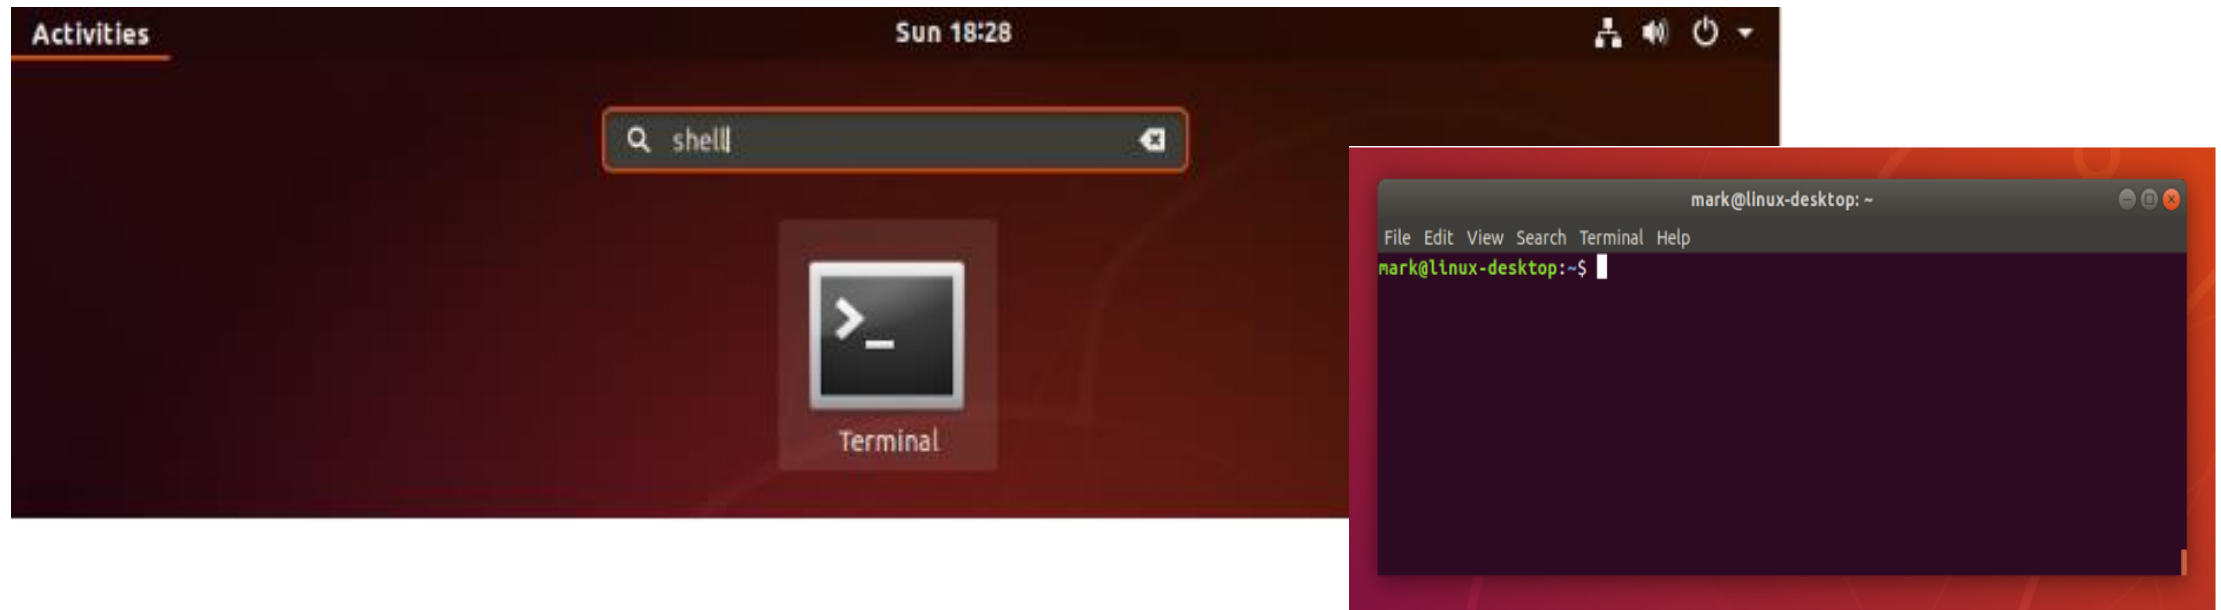 Activities
Sun 18:28
shell
Terminal
mark@linux-desktop: ~
File Edit View Search Terminal Help
mark@linux-desktop:~$